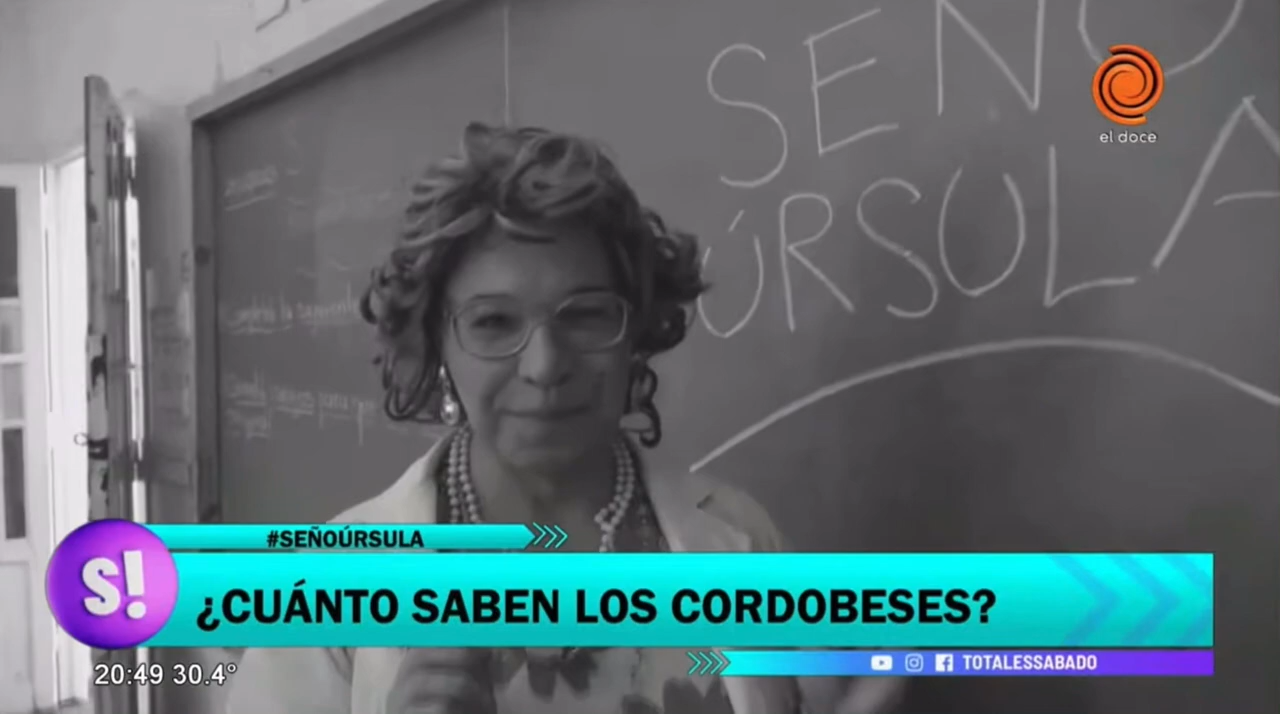 SEÑO
ÚRSULA
el doce
#SEÑOÚRSULA
S!
¿CUÁNTO SABEN LOS CORDOBESES?
TOTALESSABADO
20:49 30.4°